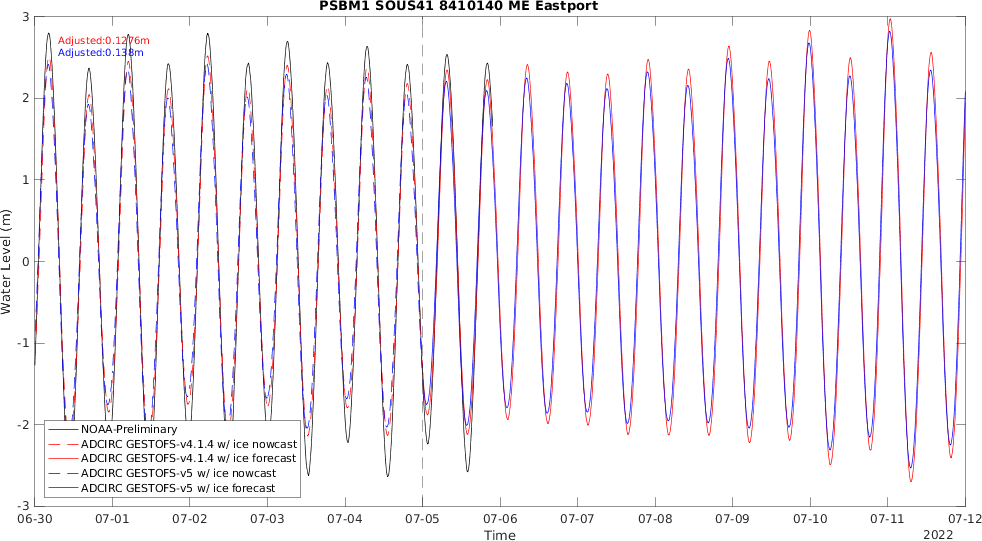 PSBM1 SOUS41 8410140 ME Eastport
Adjusted:0.1276m
Adjusted:0.138m
Water Level (m)
3
2
1
0
-1
-2
-3
NOAA-Preliminary
ADCIRC GESTOFS-v4.1.4 w/ ice nowcast
ADCIRC GESTOFS-v4.1.4 w/ ice forecast
ADCIRC GESTOFS-v5 w/ ice nowcast
ADCIRC GESTOFS-v5 w/ ice forecast
06-30 07-01 07-02 07-03 07-04 07-05 07-06 07-07 07-08 07-09 07-10 07-11 07-12
Time
2022